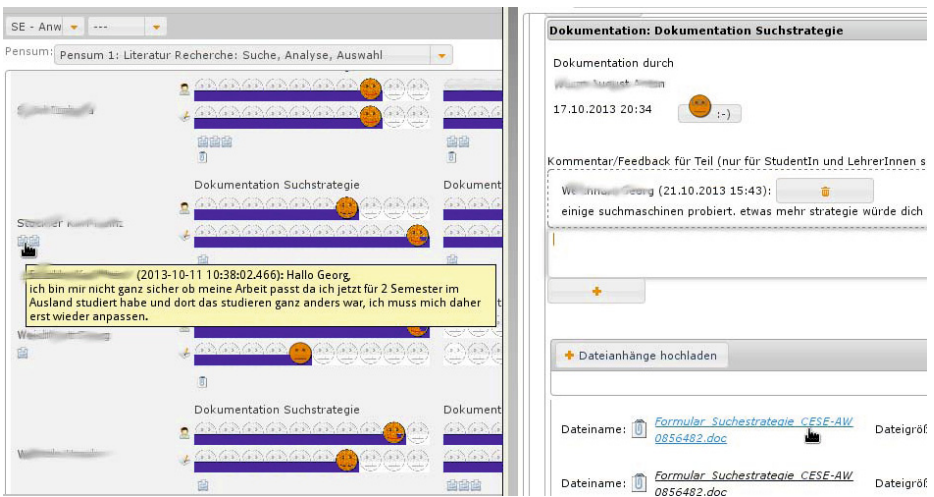 SE - Anw ---
Pensum: Pensum 1: Literatur Recherche: Suche, Analyse, Auswahl
Dokumentation Suchstrategie Dokument
(2013-10-11 10:38:02.466): Hallo Georg,
ich bin mir nicht ganz sicher ob meine Arbeit passt da ich jetzt für 2 Semester im
Ausland studiert habe und dort das studieren ganz anders war, ich muss mich daher
erst wieder anpassen.
Dokumentation Suchstrategie Dokument
Dokumentation: Dokumentation Suchstrategie
Dokumentation durch
17.10.2013 20:34 :-)
Kommentar/Feedback für Teil (nur für StudentIn und LehrerInnen s
(21.10.2013 15:43):
einige suchmaschinen probiert. etwas mehr strategie würde dich
+
+ Dateianhänge hochladen
Dateiname: Formular Suchestrategie CESE-AW Dateigröß
0856482.doc
Dateiname: Formular Suchestrategie CESE-AW Dateigröß
0856482.doc